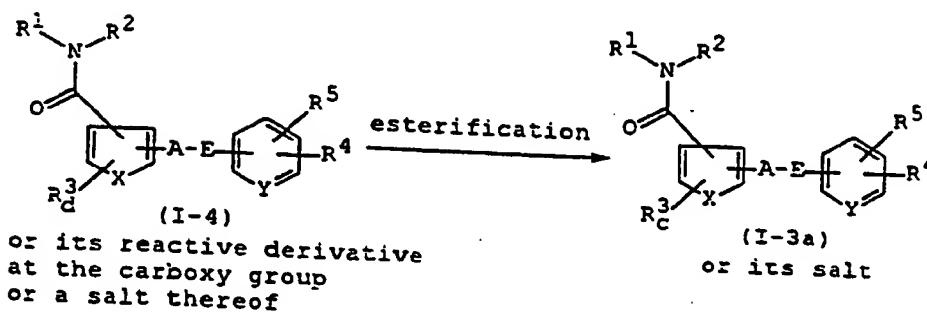 R¹ R²
N
O
R⁵
A-E
R⁴
X
Y
R³d
(I-4)
or its reactive derivative
at the carboxy group
or a salt thereof
esterification
R¹ R²
N
O
R⁵
A-E
R⁴
X
Y
R³c
(I-3a)
or its salt